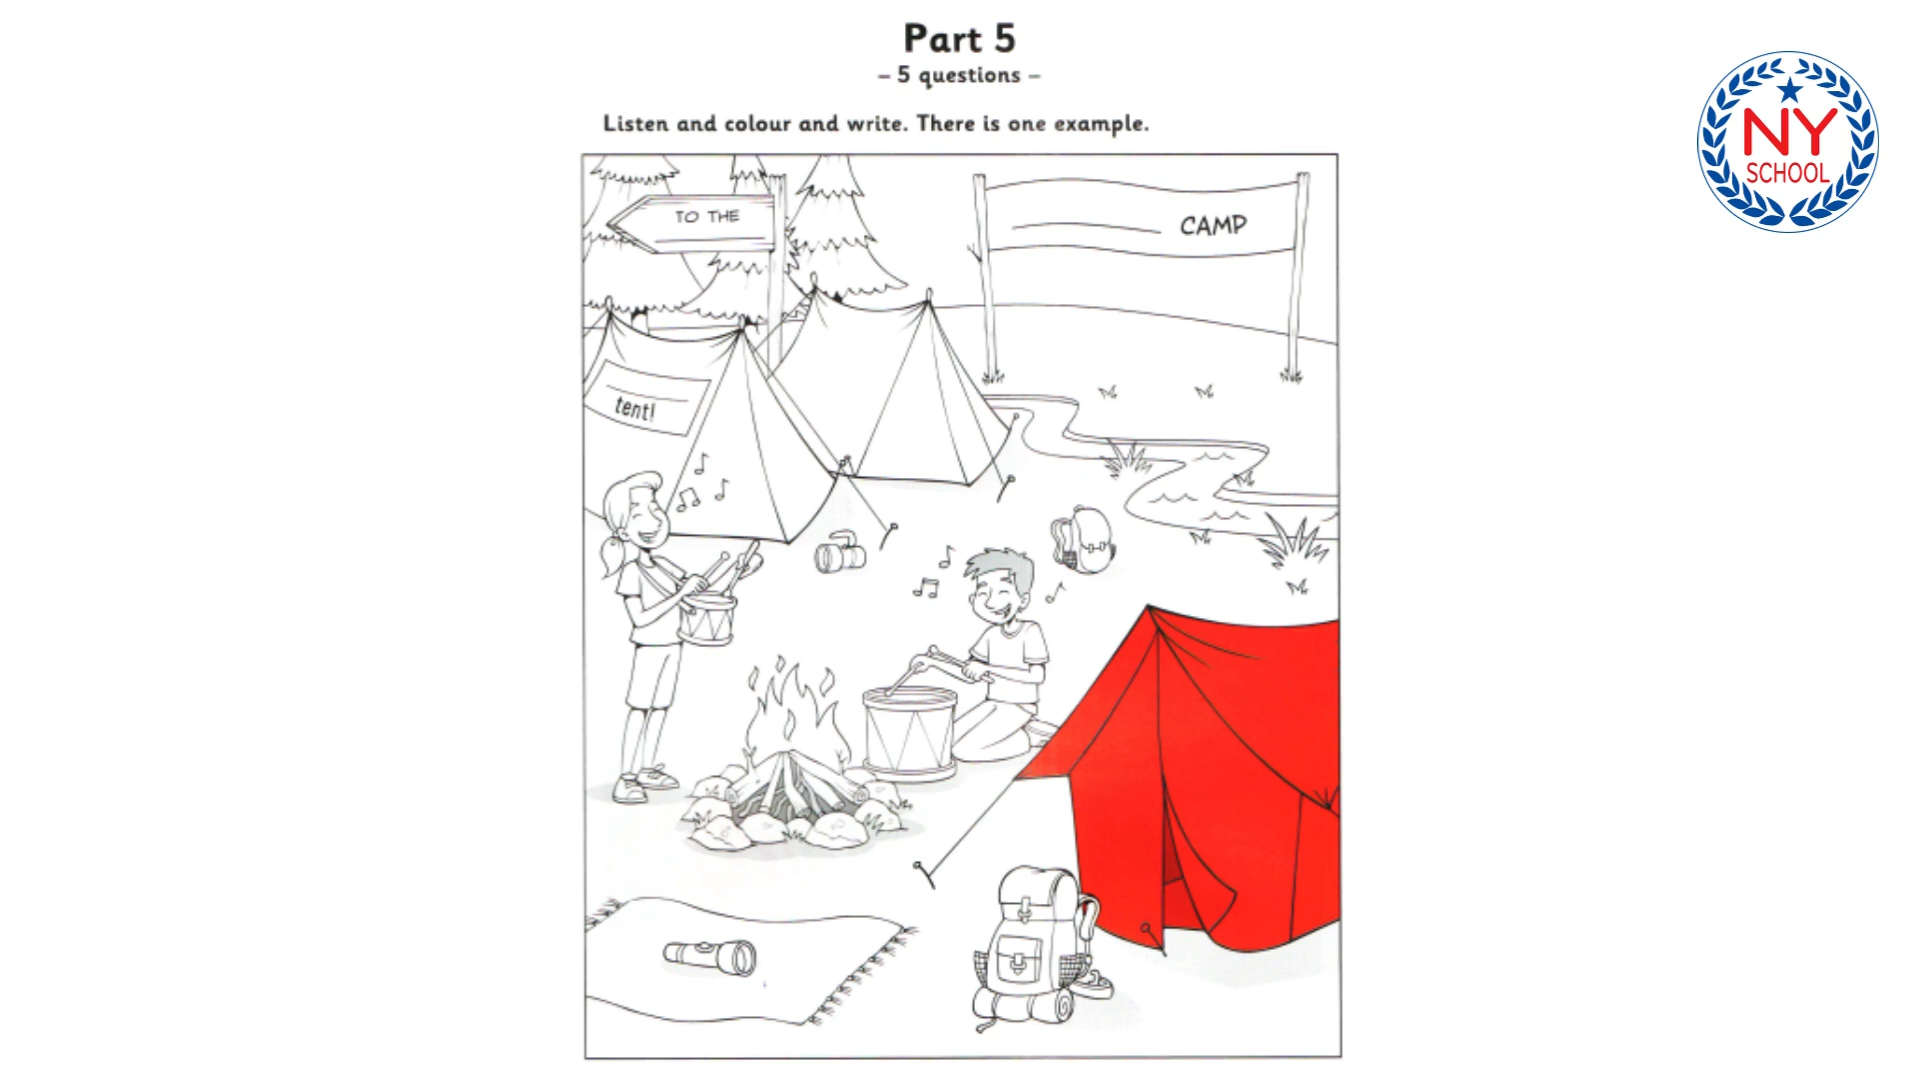 Part 5
– 5 questions –
Listen and colour and write. There is one example.
NY
SCHOOL
TO THE
CAMP
tent!